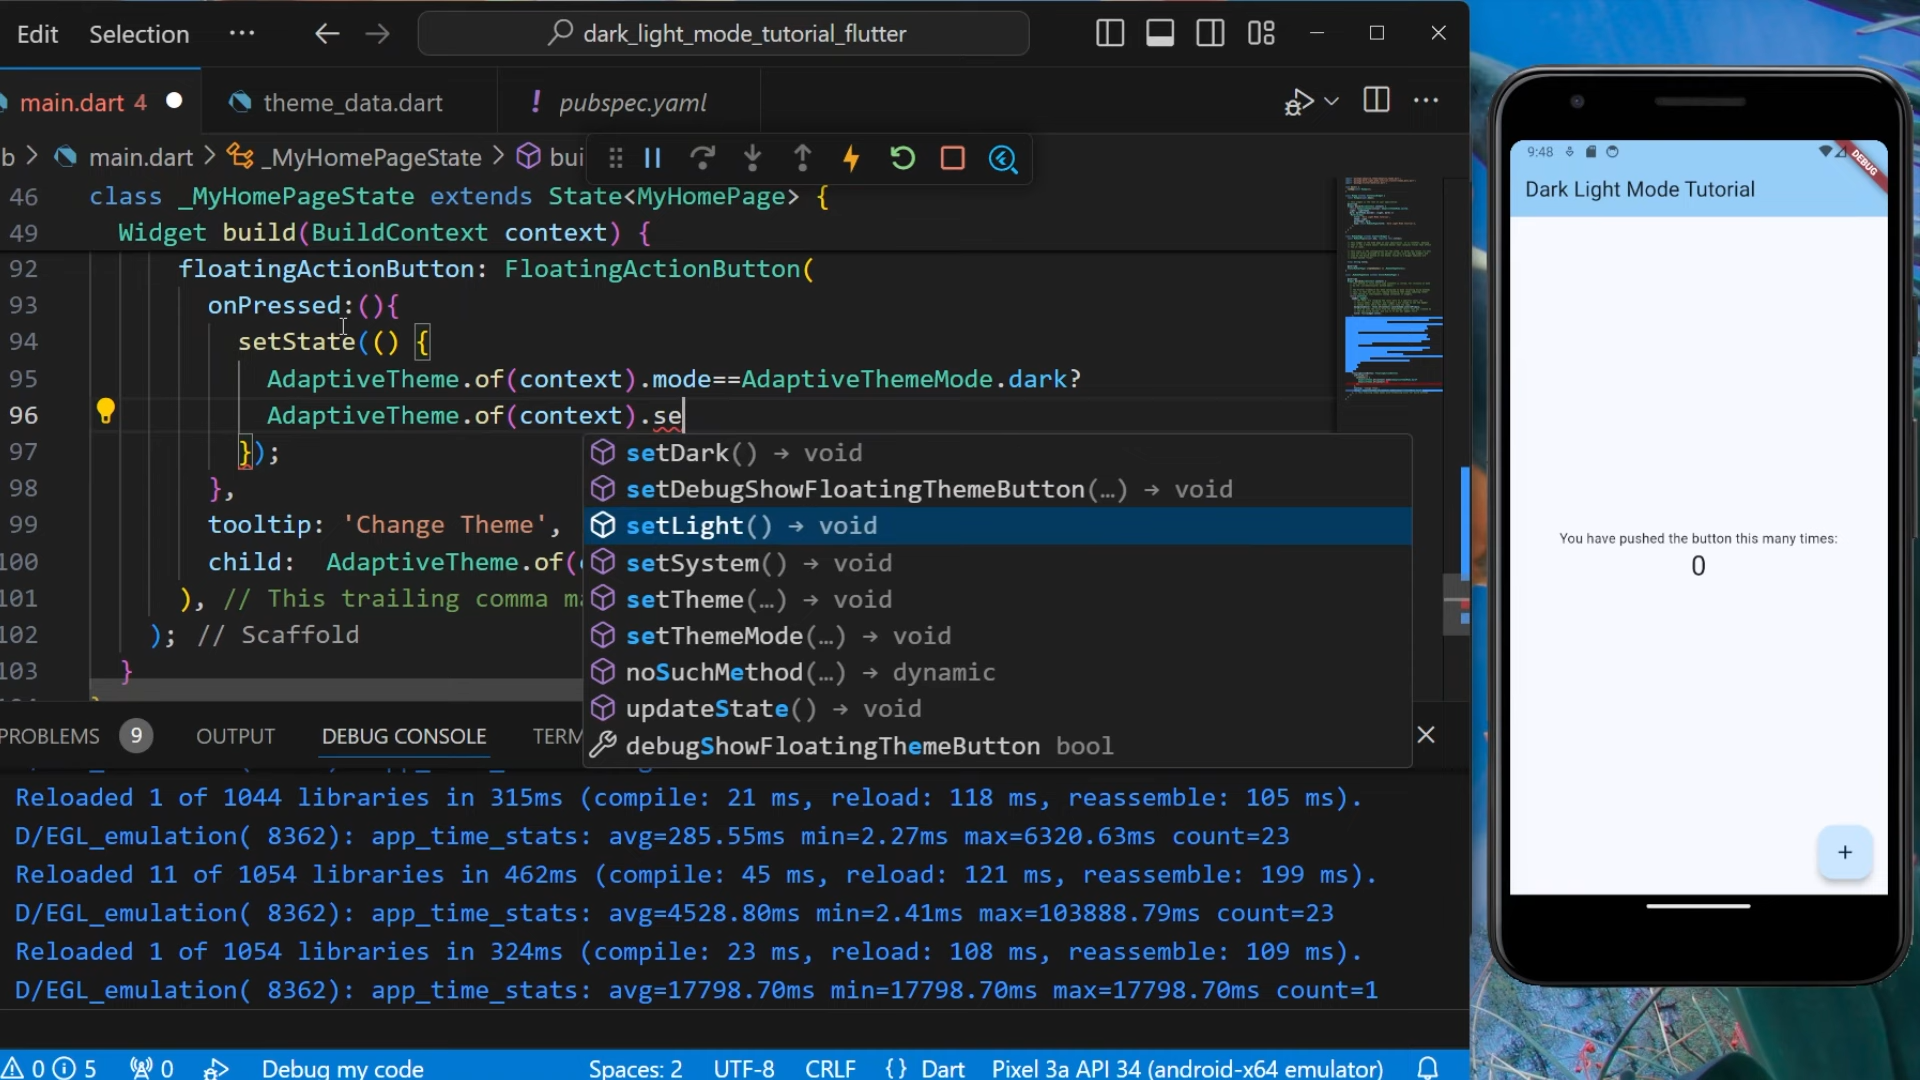 Edit Selection ··· dark_light_mode_tutorial_flutter
main.dart 4 theme_data.dart ! pubspec.yaml
b > main.dart > _MyHomePageState > bui
46 class _MyHomePageState extends State<MyHomePage> {
49 Widget build(BuildContext context) {
92 floatingActionButton: FloatingActionButton(
93 onPressed:(){
94 setState(() {
95 AdaptiveTheme.of(context).mode==AdaptiveThemeMode.dark?
96 AdaptiveTheme.of(context).se
97 });
98 },
99 tooltip: 'Change Theme',
100 child: AdaptiveTheme.of(
101 ), // This trailing comma ma
102 ); // Scaffold
103 }
setDark() → void
setDebugShowFloatingThemeButton(…) → void
setLight() → void
setSystem() → void
setTheme(…) → void
setThemeMode(…) → void
noSuchMethod(…) → dynamic
updateState() → void
debugShowFloatingThemeButton bool
PROBLEMS 9 OUTPUT DEBUG CONSOLE TERM
Reloaded 1 of 1044 libraries in 315ms (compile: 21 ms, reload: 118 ms, reassemble: 105 ms).
D/EGL_emulation( 8362): app_time_stats: avg=285.55ms min=2.27ms max=6320.63ms count=23
Reloaded 11 of 1054 libraries in 462ms (compile: 45 ms, reload: 121 ms, reassemble: 199 ms).
D/EGL_emulation( 8362): app_time_stats: avg=4528.80ms min=2.41ms max=103888.79ms count=23
Reloaded 1 of 1054 libraries in 324ms (compile: 23 ms, reload: 108 ms, reassemble: 109 ms).
D/EGL_emulation( 8362): app_time_stats: avg=17798.70ms min=17798.70ms max=17798.70ms count=1
0 5 0 Debug my code Spaces: 2 UTF-8 CRLF {} Dart Pixel 3a API 34 (android-x64 emulator)
9:48
DEBUG
Dark Light Mode Tutorial
You have pushed the button this many times:
0
+